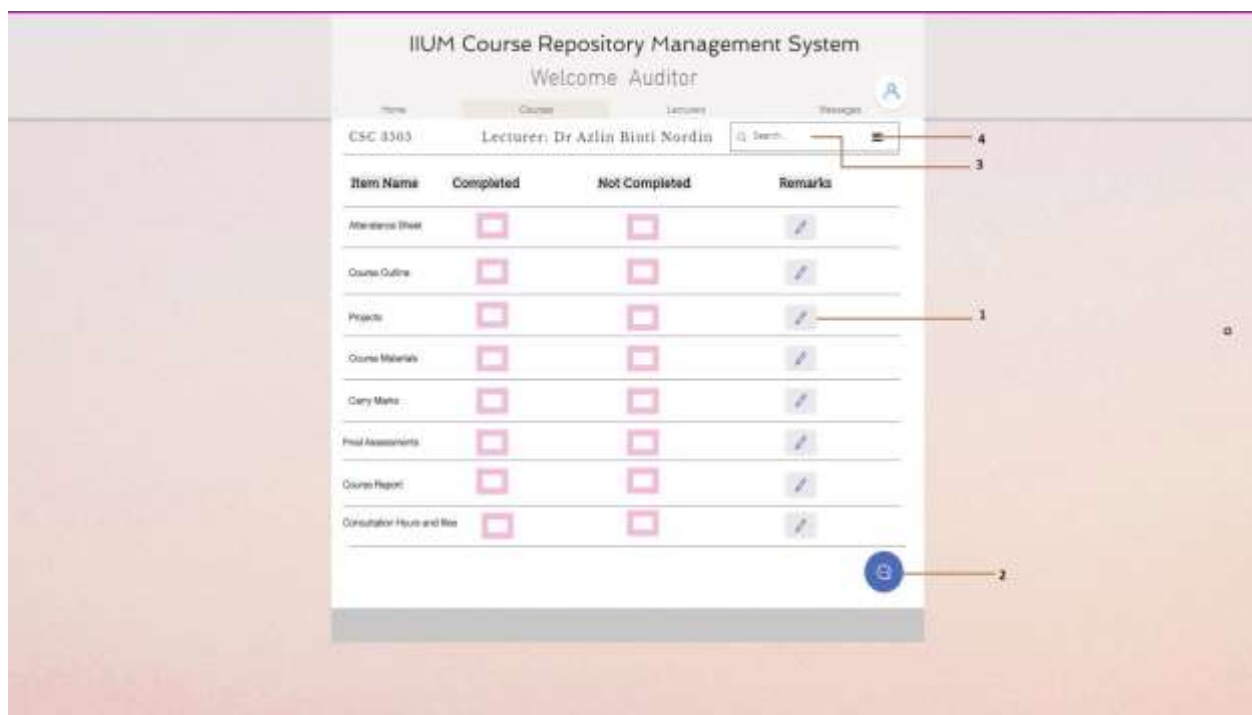 IIUM Course Repository Management System
Welcome Auditor
Home Courses Lecturers Messages
CSC 3303 Lecturer: Dr Azlin Binti Nordin Search... 4
3
Item Name Completed Not Completed Remarks
Attendance Sheet
Course Outline
Projects 1
Course Materials
Carry Marks
Final Assessments
Course Report
Consultation Hours and
2